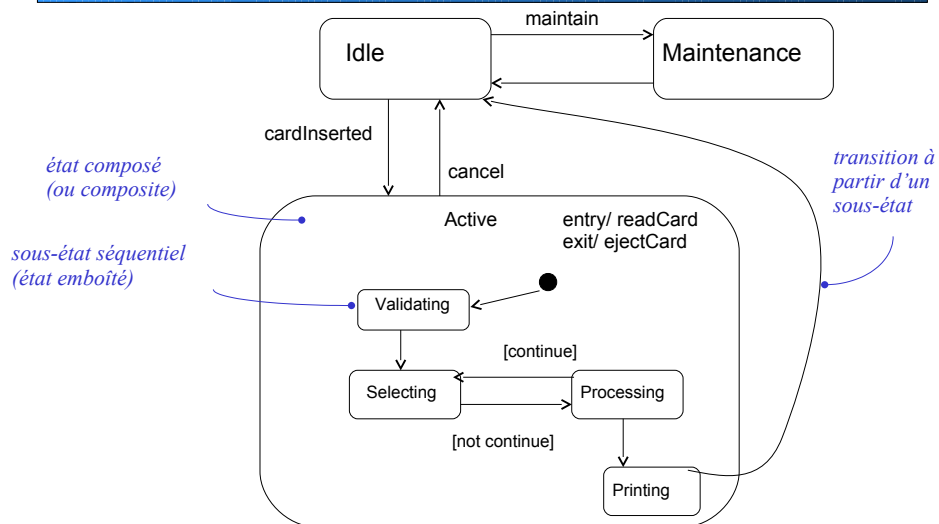 maintain
Idle
Maintenance
cardInserted
cancel
état composé
(ou composite)
transition à
partir d’un
sous-état
Active
entry/ readCard
exit/ ejectCard
sous-état séquentiel
(état emboîté)
Validating
[continue]
Selecting
Processing
[not continue]
Printing